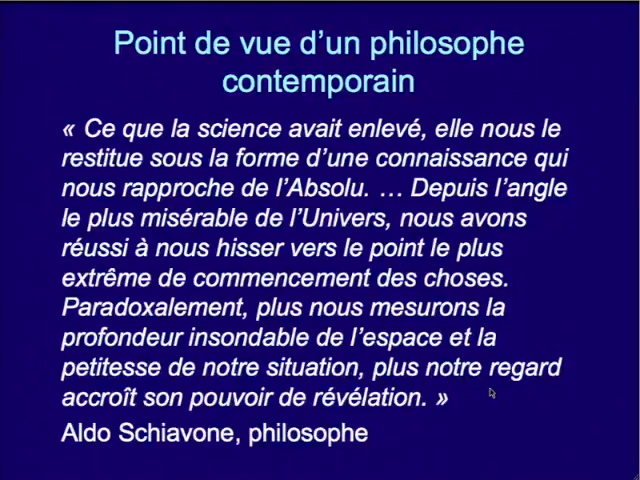 Point de vue d’un philosophe
contemporain
« Ce que la science avait enlevé, elle nous le
restitue sous la forme d’une connaissance qui
nous rapproche de l’Absolu. … Depuis l’angle
le plus misérable de l’Univers, nous avons
réussi à nous hisser vers le point le plus
extrême de commencement des choses.
Paradoxalement, plus nous mesurons la
profondeur insondable de l’espace et la
petitesse de notre situation, plus notre regard
accroît son pouvoir de révélation. »
Aldo Schiavone, philosophe